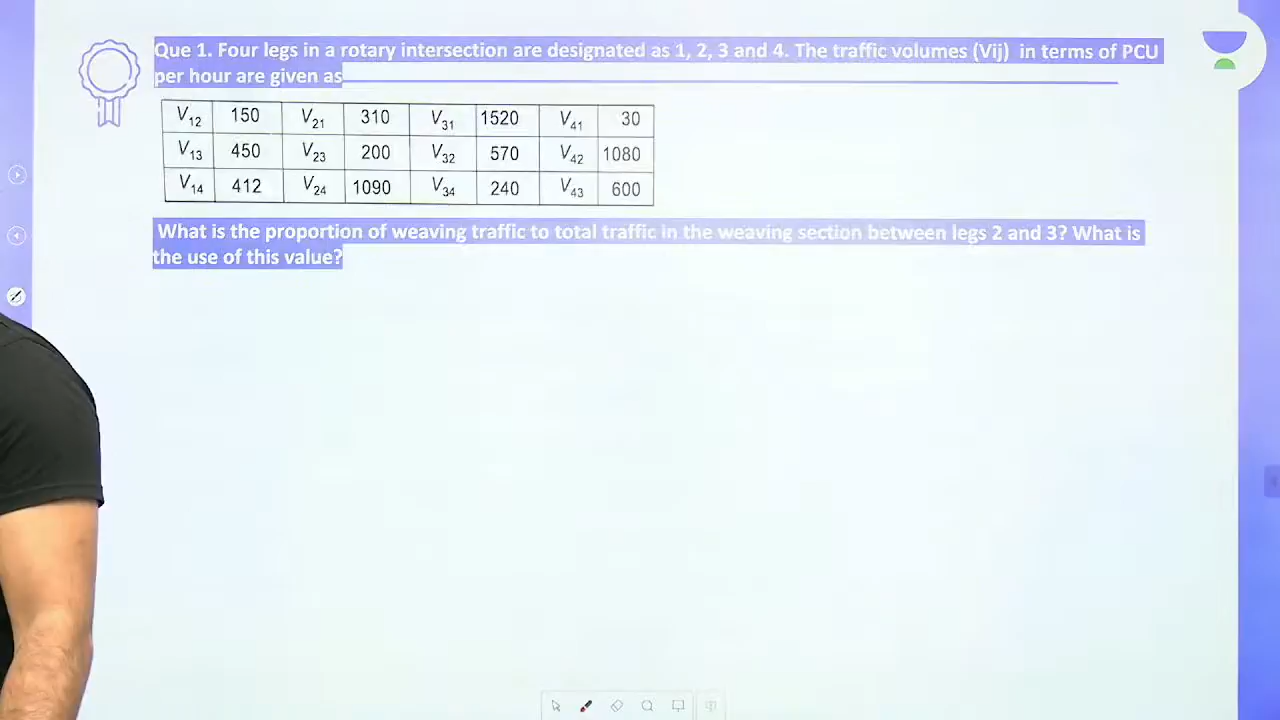 Que 1. Four legs in a rotary intersection are designated as 1, 2, 3 and 4. The traffic volumes (Vij) in terms of PCU
per hour are given as
V12 150 V21 310 V31 1520 V41 30
V13 450 V23 200 V32 570 V42 1080
V14 412 V24 1090 V34 240 V43 600
What is the proportion of weaving traffic to total traffic in the weaving section between legs 2 and 3? What is
the use of this value?